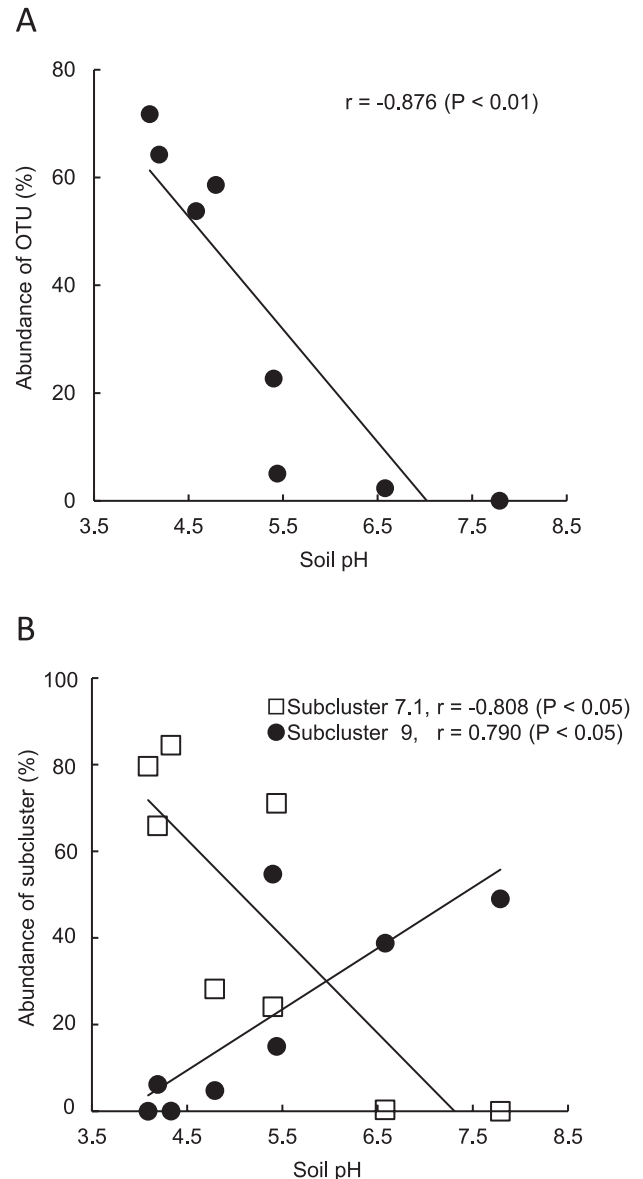 A
80
60
40
20
0
Abundance of OTU (%)
r = -0.876 (P < 0.01)
3.5 4.5 5.5 6.5 7.5 8.5
Soil pH
B
100
80
60
40
20
0
Abundance of subcluster (%)
Subcluster 7.1, r = -0.808 (P < 0.05)
Subcluster 9, r = 0.790 (P < 0.05)
3.5 4.5 5.5 6.5 7.5 8.5
Soil pH